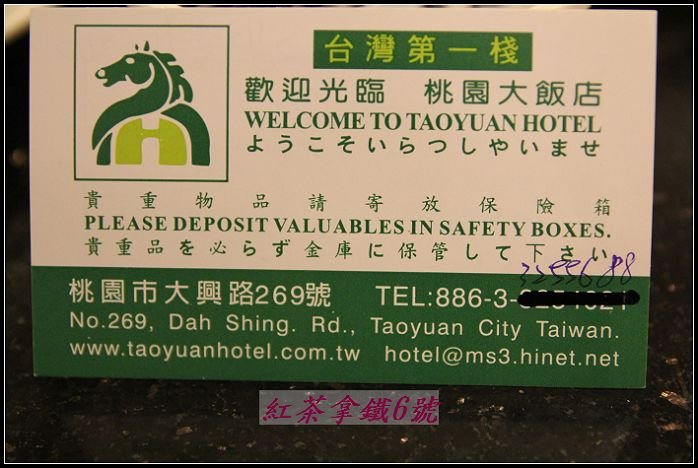 台灣第一棧
歡迎光臨 桃園大飯店
WELCOME TO TAOYUAN HOTEL
ようこそいらつしやいませ
貴重物品請寄放保險箱
PLEASE DEPOSIT VALUABLES IN SAFETY BOXES.
貴重品を必らず金庫に保管して下さい
3255688
桃園市大興路269號 TEL:886-3-
No.269, Dah Shing. Rd., Taoyuan City Taiwan.
www.taoyuanhotel.com.tw hotel@ms3.hinet.net
紅茶拿鐵6號